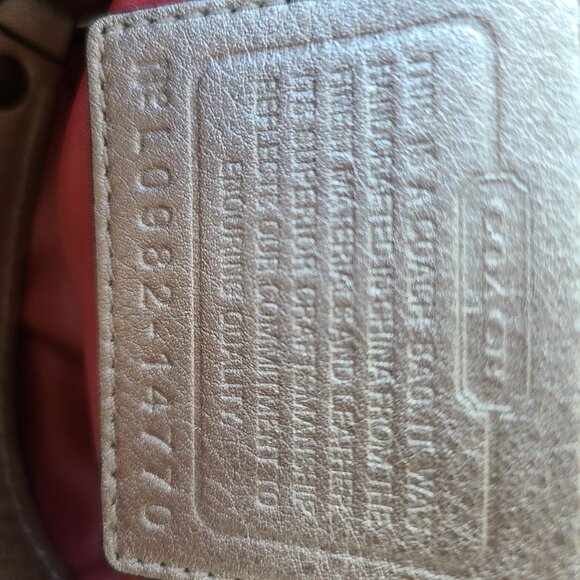 COACH
THIS IS A COACH BAG. IT WAS
HANDCRAFTED IN CHINA FROM THE
FINEST MATERIALS AND LEATHER.
ITS SUPERIOR CRAFTSMANSHIP
REFLECTS OUR COMMITMENT TO
ENDURING QUALITY.
L0982-14770